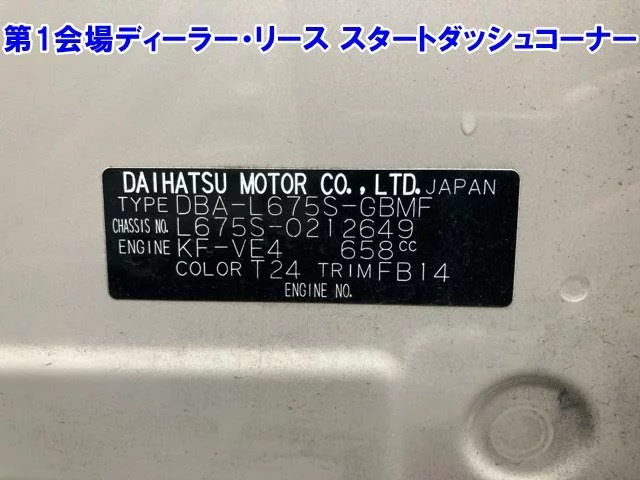 第1会場ディーラー・リース スタートダッシュコーナー
DAIHATSU MOTOR CO., LTD. JAPAN
TYPE DBA-L675S-GBMF
CHASSIS NO. L675S-0212649
ENGINE KF-VE4 658CC
COLOR T24 TRIM FB14
ENGINE NO.